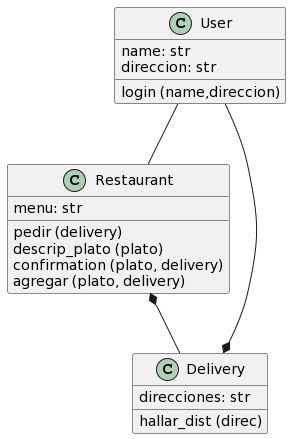 C User
name: str
direccion: str
login (name,direccion)
C Restaurant
menu: str
pedir (delivery)
descrip_plato (plato)
confirmation (plato, delivery)
agregar (plato, delivery)
C Delivery
direcciones: str
hallar_dist (direc)